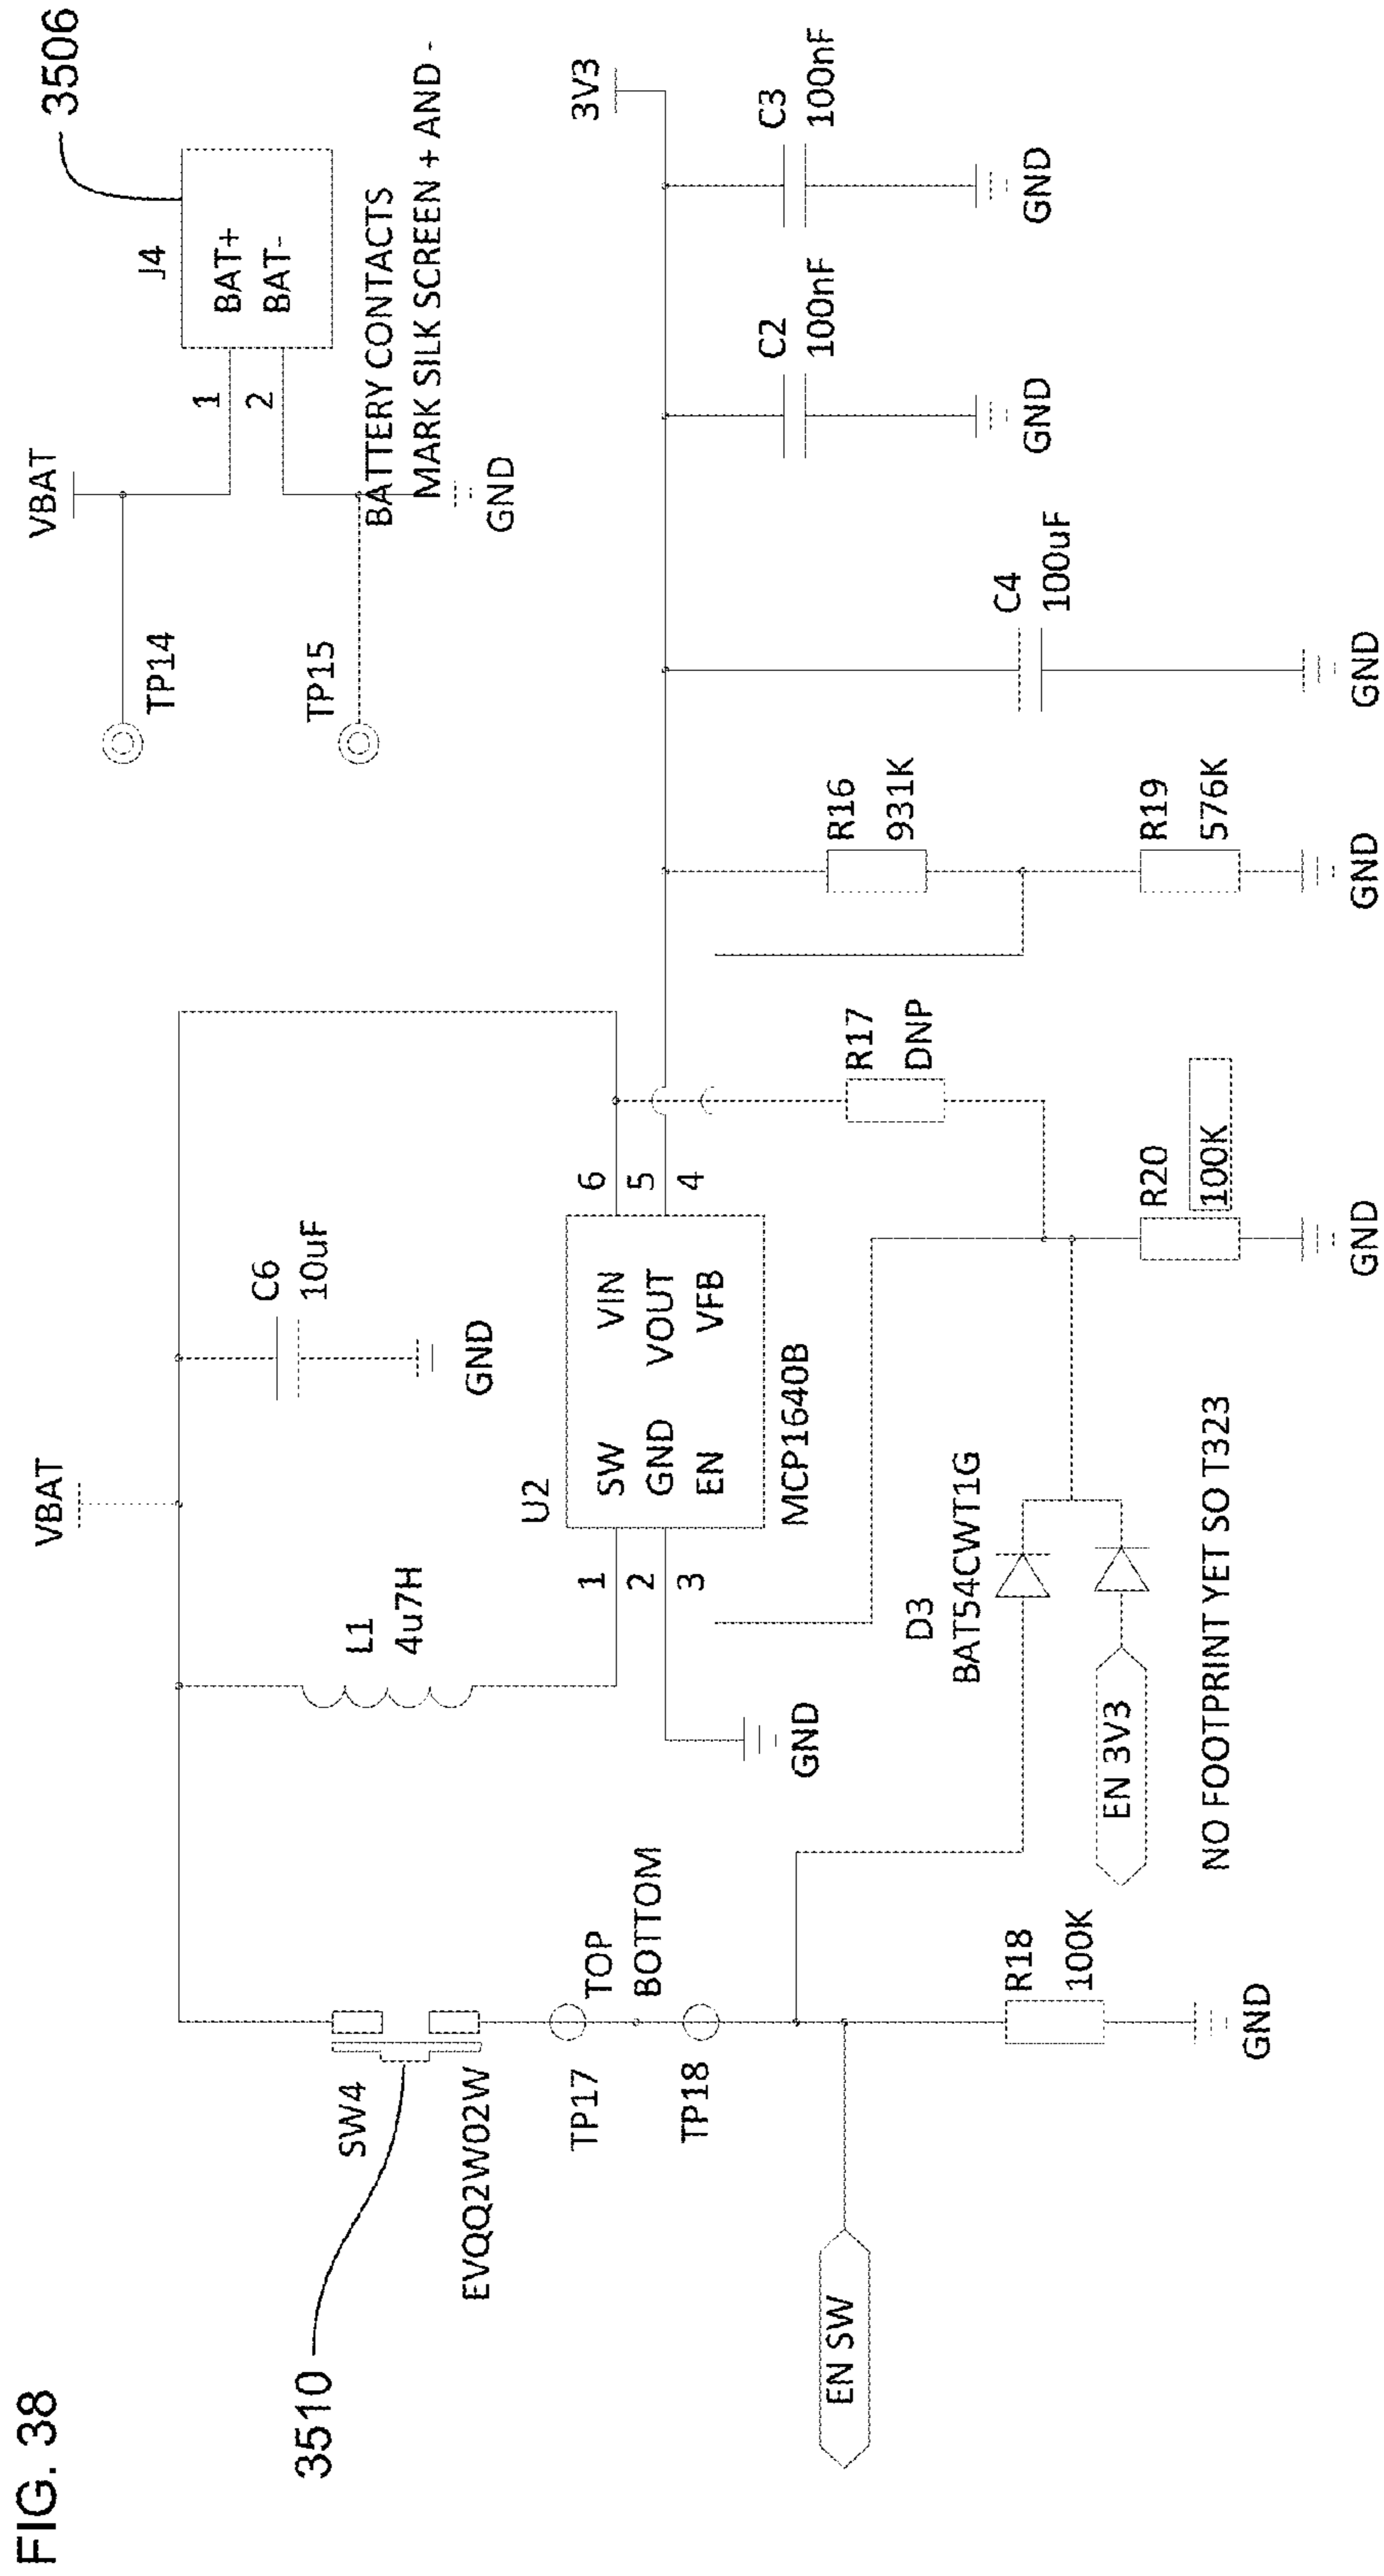 FIG. 38
3510
SW4
EVQQ2W02W
TP17
TOP
BOTTOM
TP18
EN SW
R18
100K
GND
VBAT
L1
4u7H
C6
10uF
GND
U2
1
2
3
SW
GND
EN
VIN
VOUT
VFB
6
5
4
MCP1640B
GND
D3
BAT54CWT1G
EN 3V3
NO FOOTPRINT YET SO T323
R17
DNP
R20
100K
GND
R16
931K
R19
576K
GND
C4
100uF
GND
C2
100nF
GND
C3
100nF
GND
3V3
VBAT
TP14
TP15
1
2
J4
BAT+
BAT-
3506
BATTERY CONTACTS
MARK SILK SCREEN + AND -
GND